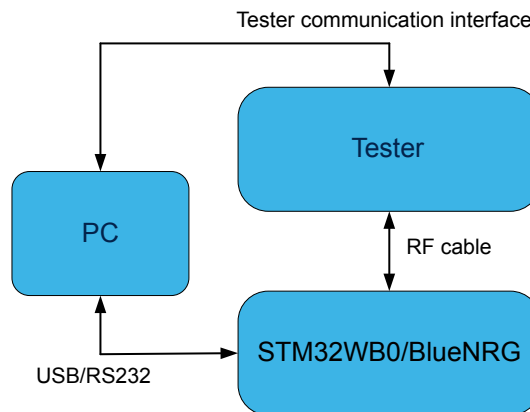 Tester communication interface
Tester
PC
RF cable
STM32WB0/BlueNRG
USB/RS232